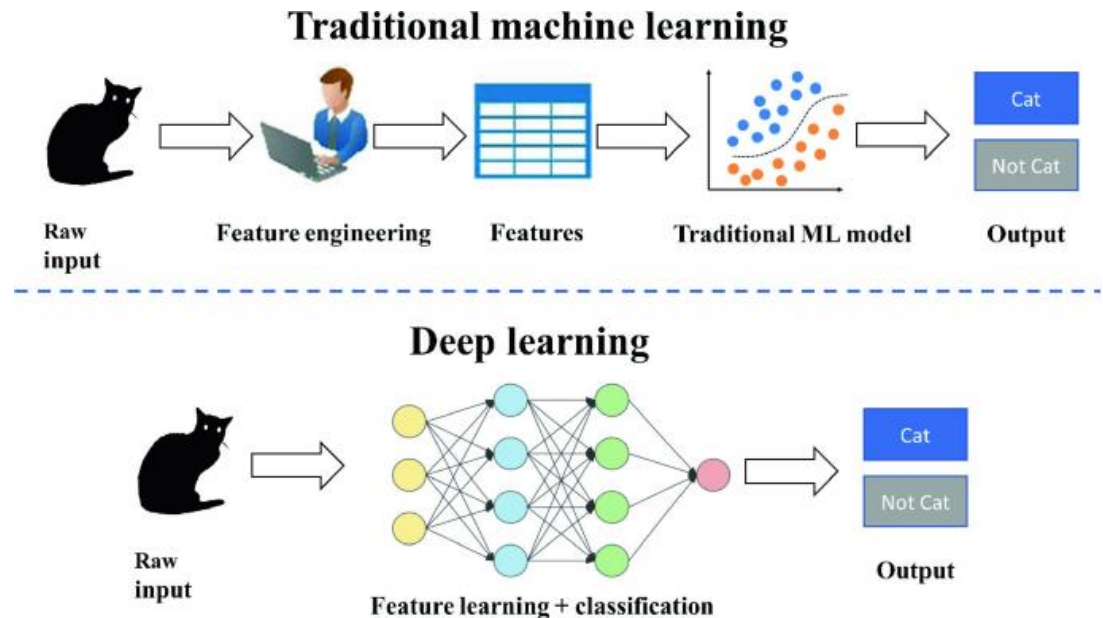 Traditional machine learning
Cat
Not Cat
Raw
input
Feature engineering
Features
Traditional ML model
Output
Deep learning
Cat
Not Cat
Raw
input
Output
Feature learning + classification